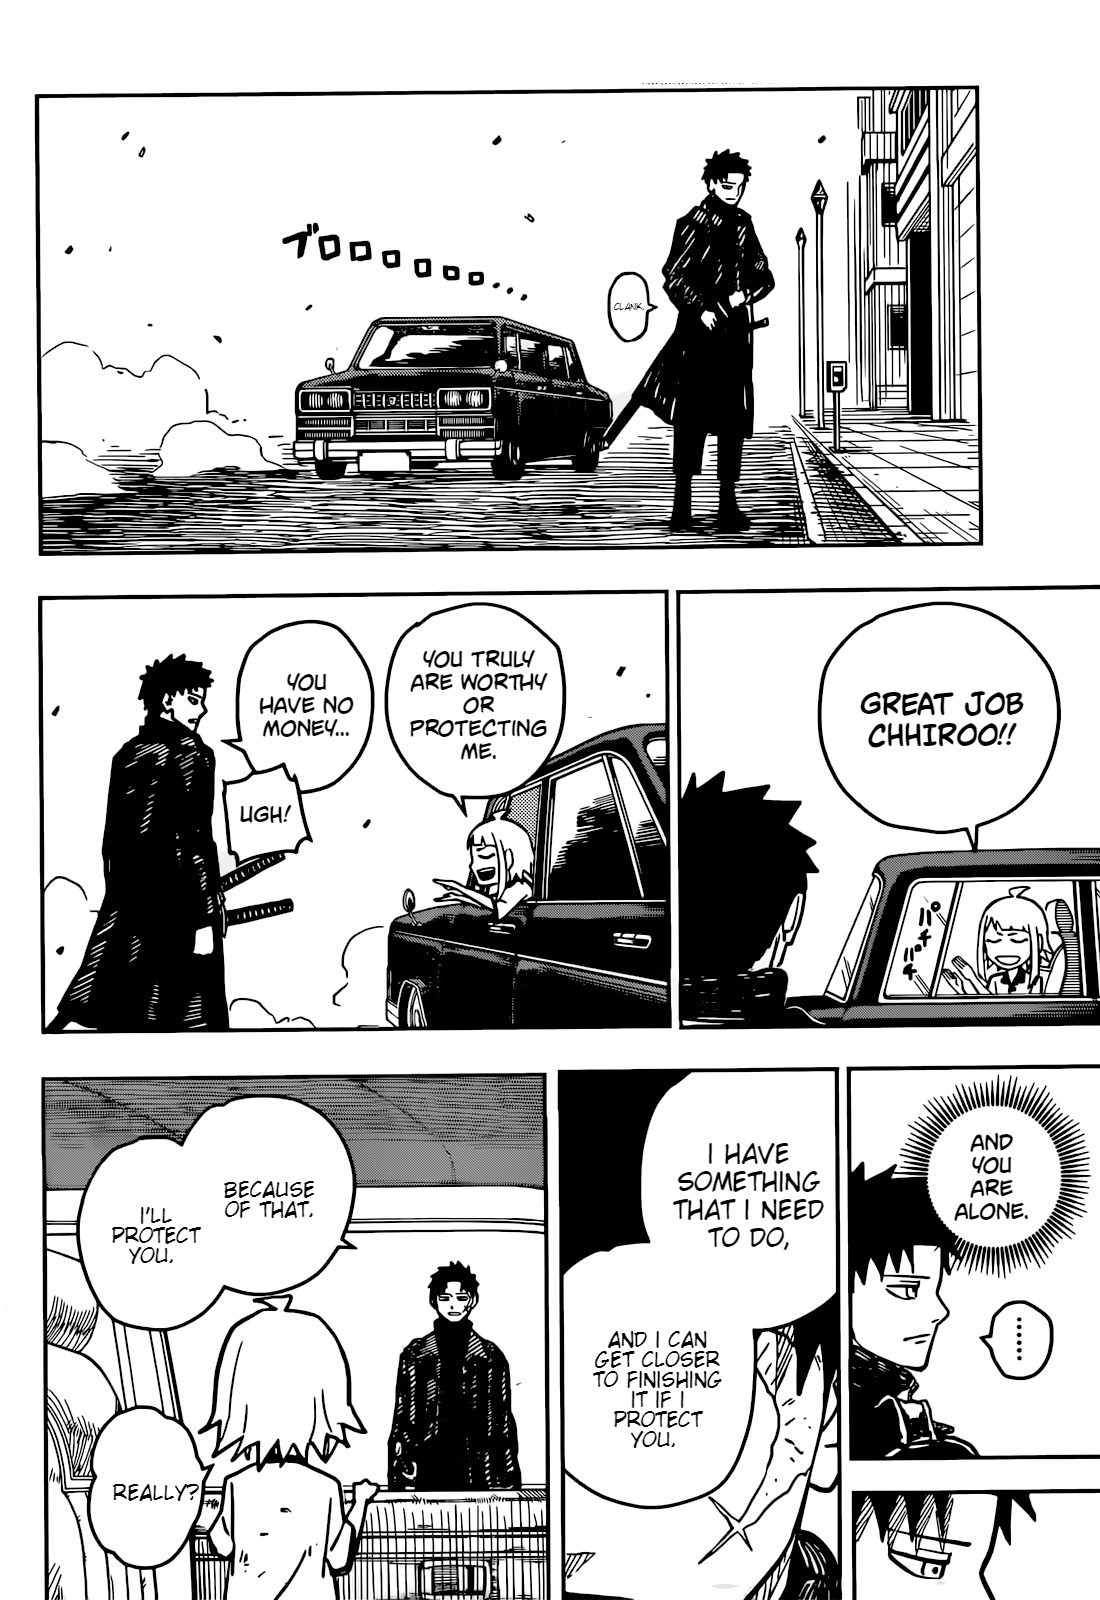 ブロロロロロロ...
CLANK.
GREAT JOB
CHHIROO!!
パチ
パチ
YOU TRULY
ARE WORTHY
OR
PROTECTING
ME.
YOU
HAVE NO
MONEY...
UGH!
AND
YOU
ARE
ALONE.
......
I HAVE
SOMETHING
THAT I NEED
TO DO,
AND I CAN
GET CLOSER
TO FINISHING
IT IF I
PROTECT
YOU.
BECAUSE
OF THAT,
I'LL
PROTECT
YOU.
REALLY?